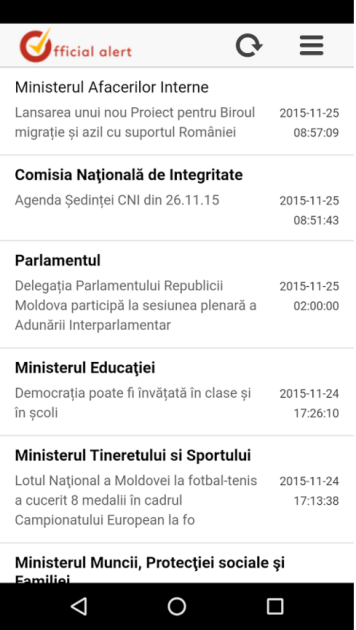 Official alert
Ministerul Afacerilor Interne
Lansarea unui nou Proiect pentru Biroul
migrație și azil cu suportul României
2015-11-25
08:57:09
Comisia Naţională de Integritate
Agenda Ședinței CNI din 26.11.15
2015-11-25
08:51:43
Parlamentul
Delegația Parlamentului Republicii
Moldova participă la sesiunea plenară a
Adunării Interparlamentar
2015-11-25
02:00:00
Ministerul Educaţiei
Democrația poate fi învățată în clase și
în școli
2015-11-24
17:26:10
Ministerul Tineretului si Sportului
Lotul Naţional a Moldovei la fotbal-tenis
a cucerit 8 medalii în cadrul
Campionatului European la fo
2015-11-24
17:13:38
Ministerul Muncii, Protecţiei sociale şi
Familiei